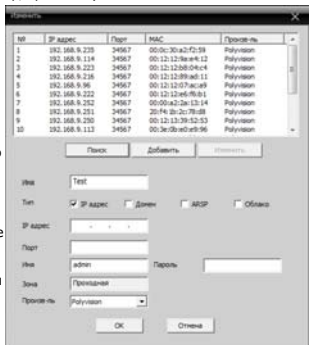 Изменить
№ IP адрес Порт MAC Произв-ль
1 192.168.9.235 34567 00:0c:30:a2:f2:59 Polyvision
2 192.168.9.114 34567 00:12:12:9a:e4:12 Polyvision
3 192.168.9.223 34567 00:12:12:b8:04:c4 Polyvision
4 192.168.9.216 34567 00:12:12:89:ad:11 Polyvision
5 192.168.9.96 34567 00:12:12:07:ac:a9 Polyvision
6 192.168.9.222 34567 00:12:12:e6:f6:b1 Polyvision
7 192.168.9.252 34567 00:00:a2:2a:13:14 Polyvision
8 192.168.9.251 34567 20:f4:1b:2c:78:d8 Polyvision
9 192.168.9.250 34567 00:12:13:39:52:53 Polyvision
10 192.168.9.113 34567 00:3e:0b:e0:e9:96 Polyvision
Поиск Добавить Изменить
Имя Test
Тип IP адрес Домен ARSP Облако
IP адрес
Порт
Имя admin Пароль
Зона Проходная
Произв-ль Polyvision
OK Отмена